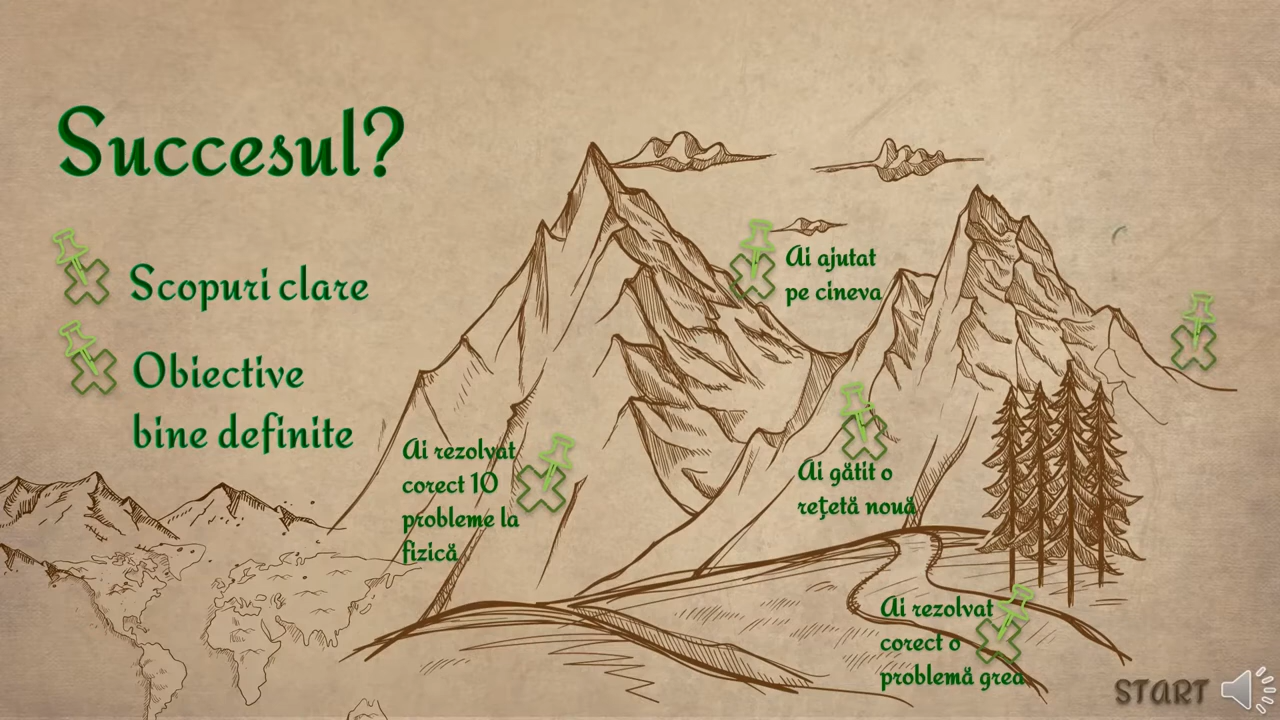 Succesul?
Scopuri clare
Obiective
bine definite
Ai ajutat
pe cineva
Ai rezolvat
corect 10
probleme la
fizică
Ai gătit o
rețetă nouă
Ai rezolvat
corect o
problemă grea
START